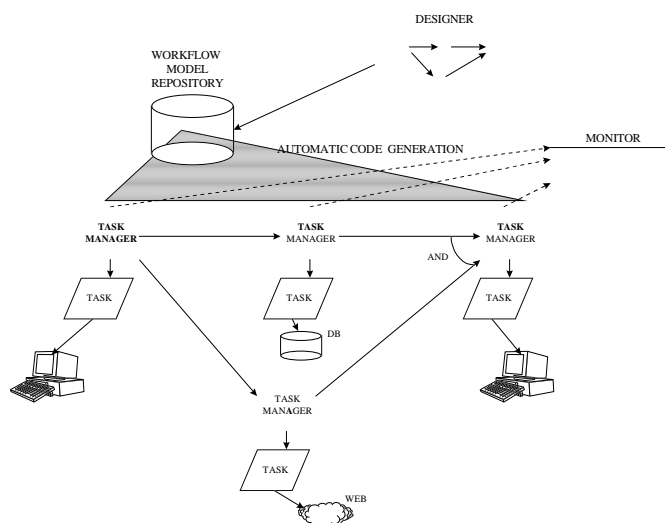 DESIGNER
WORKFLOW
MODEL
REPOSITORY
AUTOMATIC CODE GENERATION
MONITOR
TASK
MANAGER
TASK
MANAGER
TASK
MANAGER
AND
TASK
TASK
TASK
DB
TASK
MANAGER
TASK
WEB